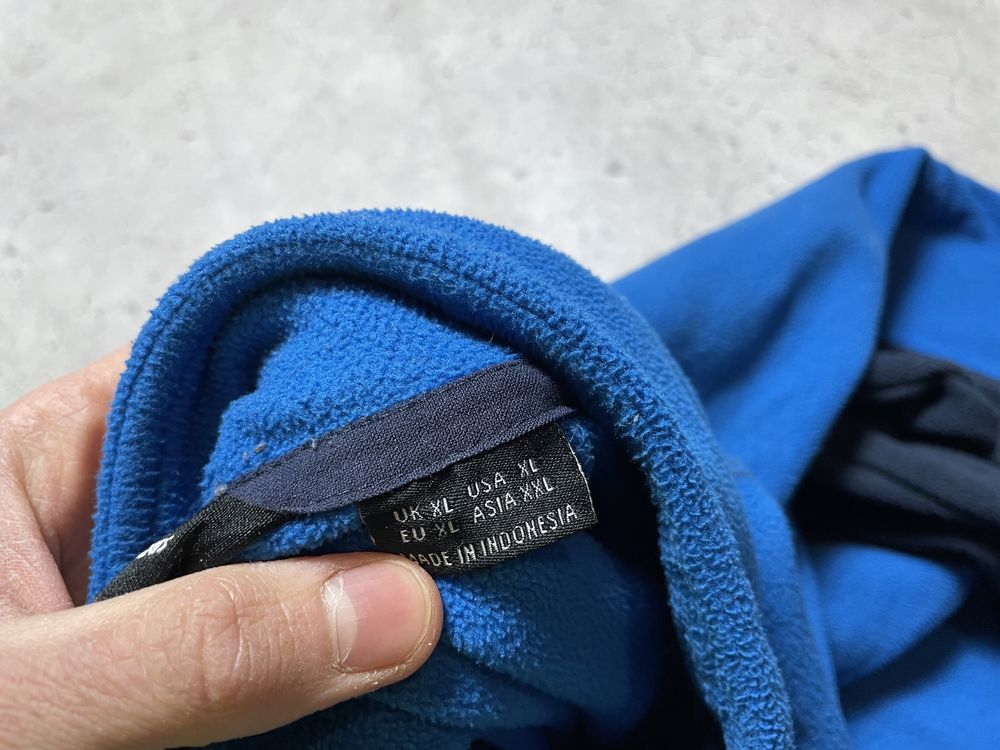 UK XL USA XL
EU XL ASIA XXL
MADE IN INDONESIA